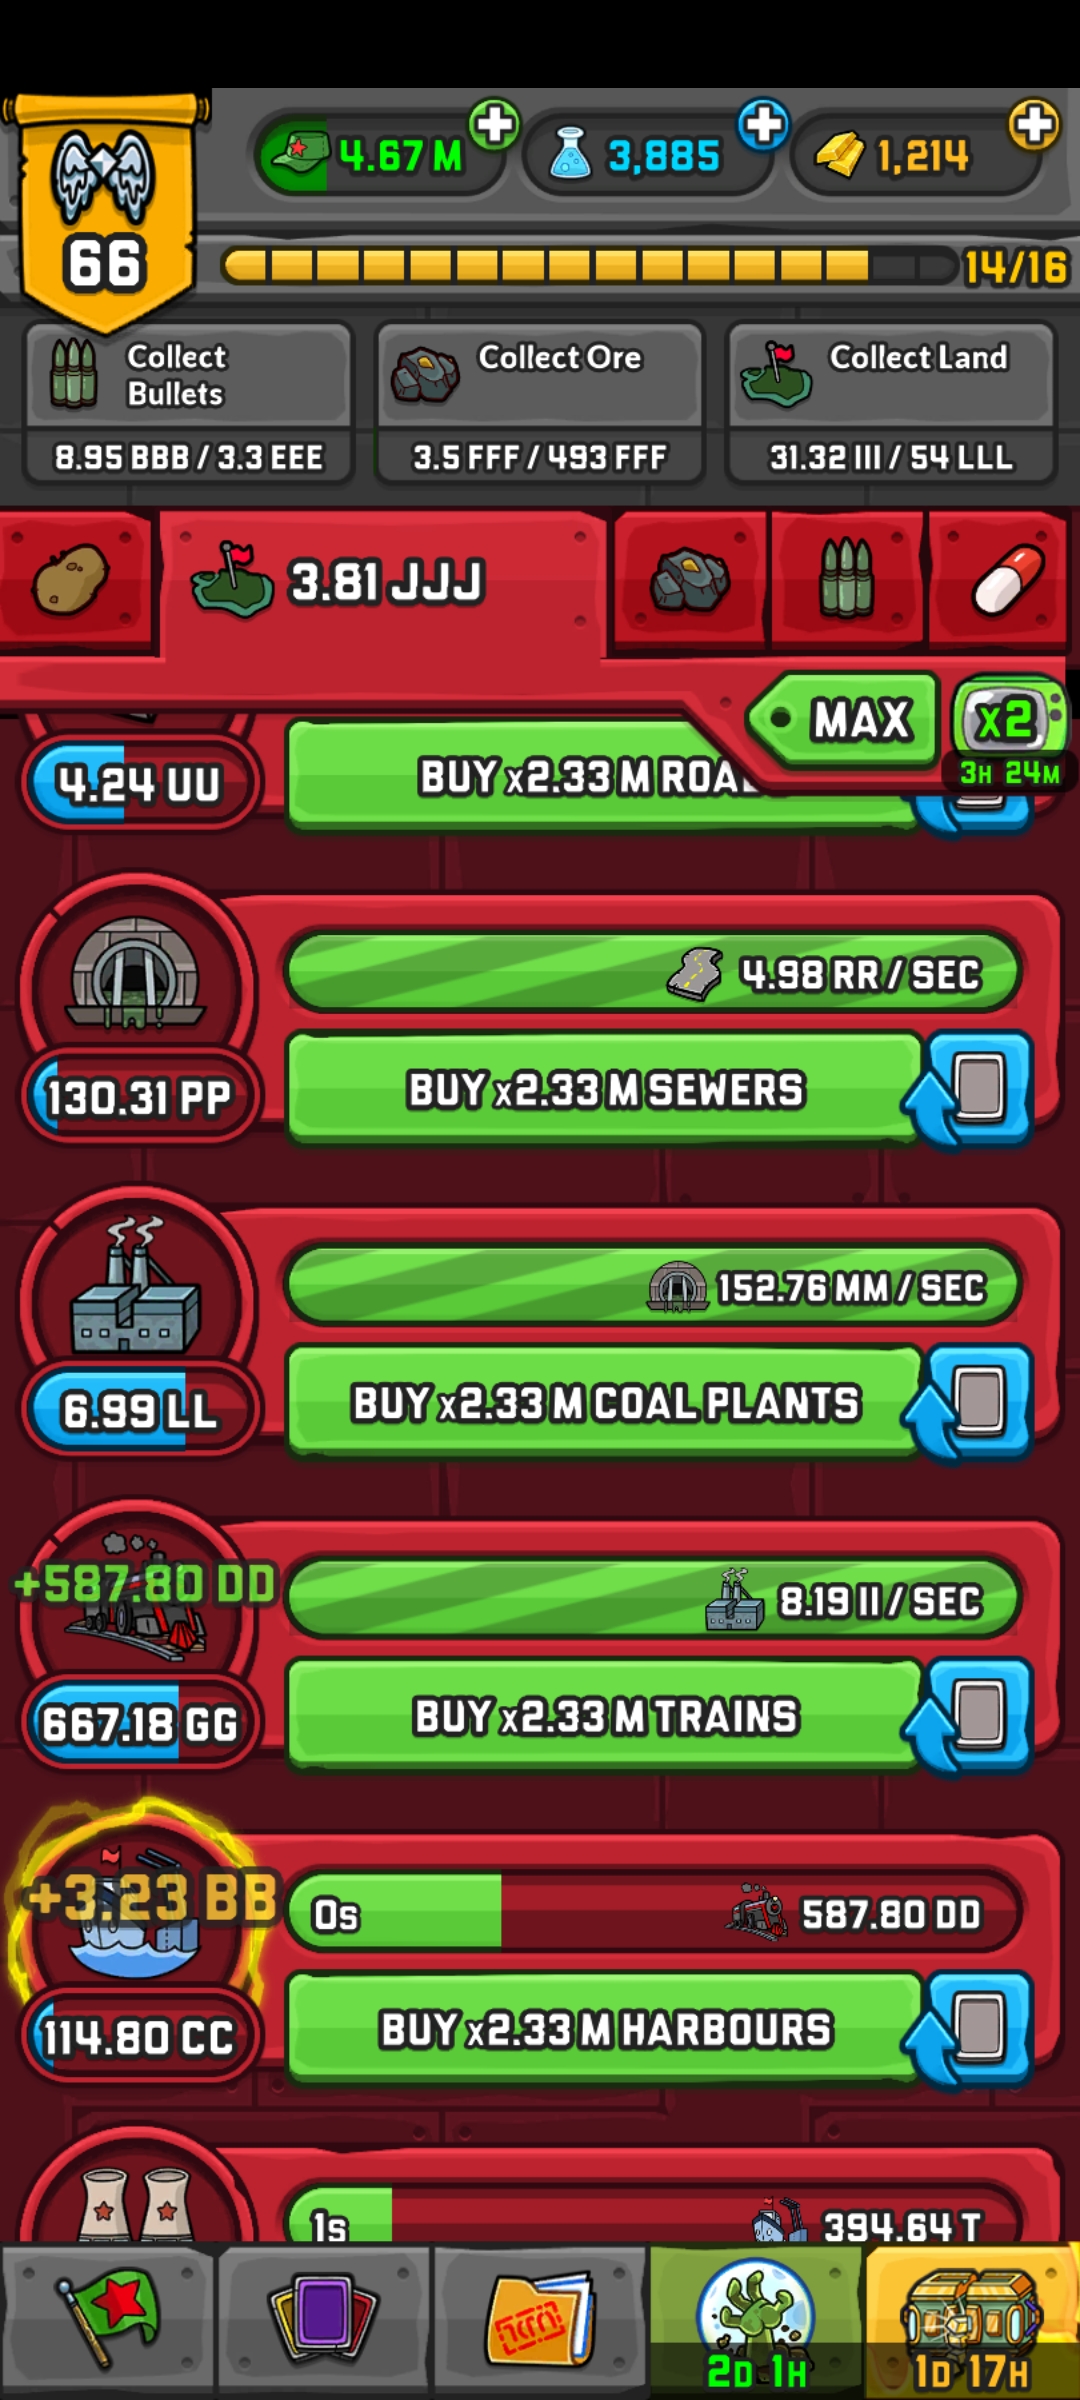 4.67 M
3,885
1,214
66
14/16
Collect
Bullets
8.95 BBB / 3.3 EEE
Collect Ore
3.5 FFF / 493 FFF
Collect Land
31.32 III / 54 LLL
3.81 JJJ
MAX
x2
3H 24M
4.24 UU
BUY x2.33 M
4.98 RR / SEC
130.31 PP
BUY x2.33 M SEWERS
152.76 MM / SEC
6.99 LL
BUY x2.33 M COAL PLANTS
+587.80 DD
8.19 II / SEC
667.18 GG
BUY x2.33 M TRAINS
+3.23 BB
0s
587.80 DD
114.80 CC
BUY x2.33 M HARBOURS
1s
394.64 T
2D 1H
1D 17H